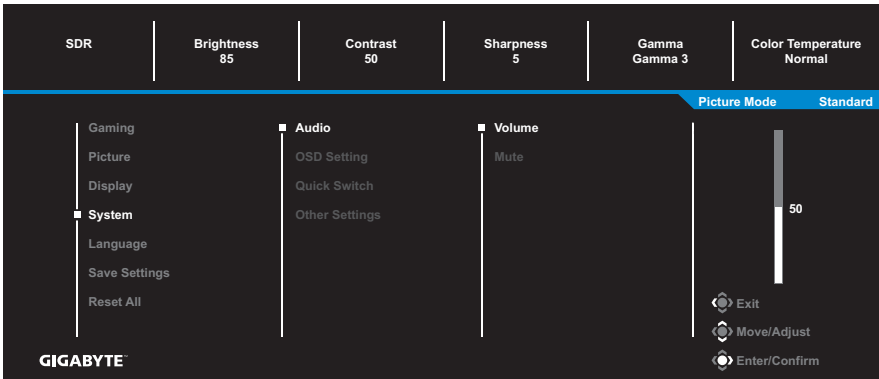 SDR
Brightness
85
Contrast
50
Sharpness
5
Gamma
Gamma 3
Color Temperature
Normal
Picture Mode Standard
Gaming
Picture
Display
System
Language
Save Settings
Reset All
Audio
OSD Setting
Quick Switch
Other Settings
Volume
Mute
50
Exit
Move/Adjust
Enter/Confirm
GIGABYTE™